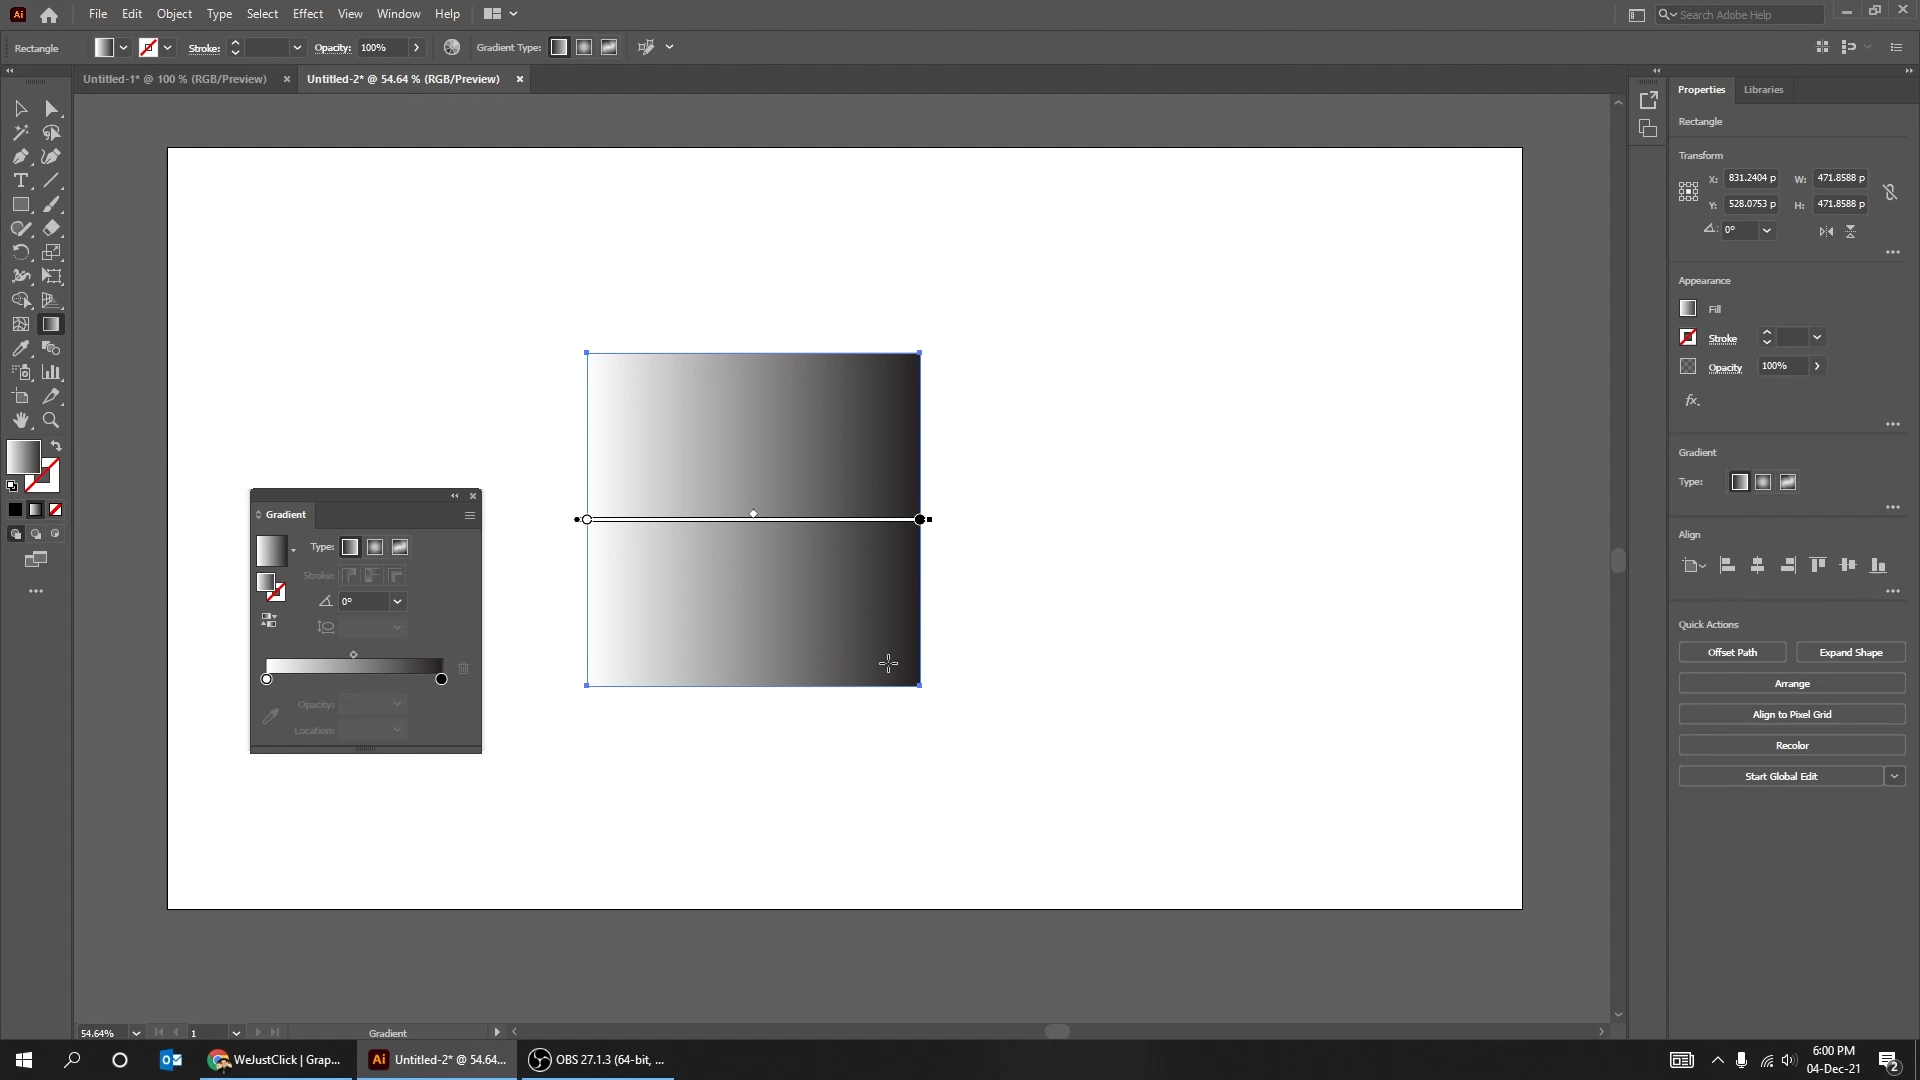 Ai File Edit Object Type Select Effect View Window Help Search Adobe Help
Rectangle Stroke: Opacity: 100% Gradient Type:
Untitled-1* @ 100 % (RGB/Preview) × Untitled-2* @ 54.64 % (RGB/Preview) ×
Properties Libraries
Rectangle
Transform
X: 831.2404 p W: 471.8588 p
Y: 528.0753 p H: 471.8588 p
0°
Appearance
Fill
Stroke
Opacity 100%
fx.
Gradient
Type:
Align
Quick Actions
Offset Path Expand Shape
Arrange
Align to Pixel Grid
Recolor
Start Global Edit
Gradient
Type:
Stroke:
0°
Opacity:
Location:
54.64% 1 Gradient
WeJustClick | Grap... Ai Untitled-2* @ 54.64... OBS 27.1.3 (64-bit, ... 6:00 PM
04-Dec-21 2